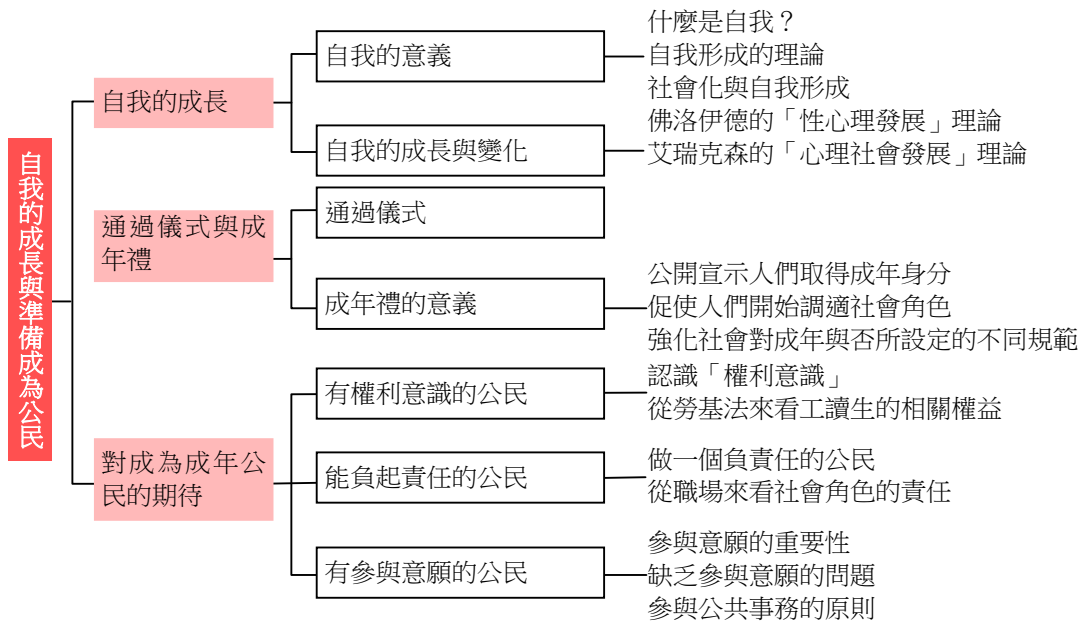 自我的成長與準備成為公民
自我的成長
自我的意義
什麼是自我？
自我形成的理論
社會化與自我形成
自我的成長與變化
佛洛伊德的「性心理發展」理論
艾瑞克森的「心理社會發展」理論
通過儀式與成
年禮
通過儀式
成年禮的意義
公開宣示人們取得成年身分
促使人們開始調適社會角色
強化社會對成年與否所設定的不同規範
對成為成年公
民的期待
有權利意識的公民
認識「權利意識」
從勞基法來看工讀生的相關權益
能負起責任的公民
做一個負責任的公民
從職場來看社會角色的責任
有參與意願的公民
參與意願的重要性
缺乏參與意願的問題
參與公共事務的原則